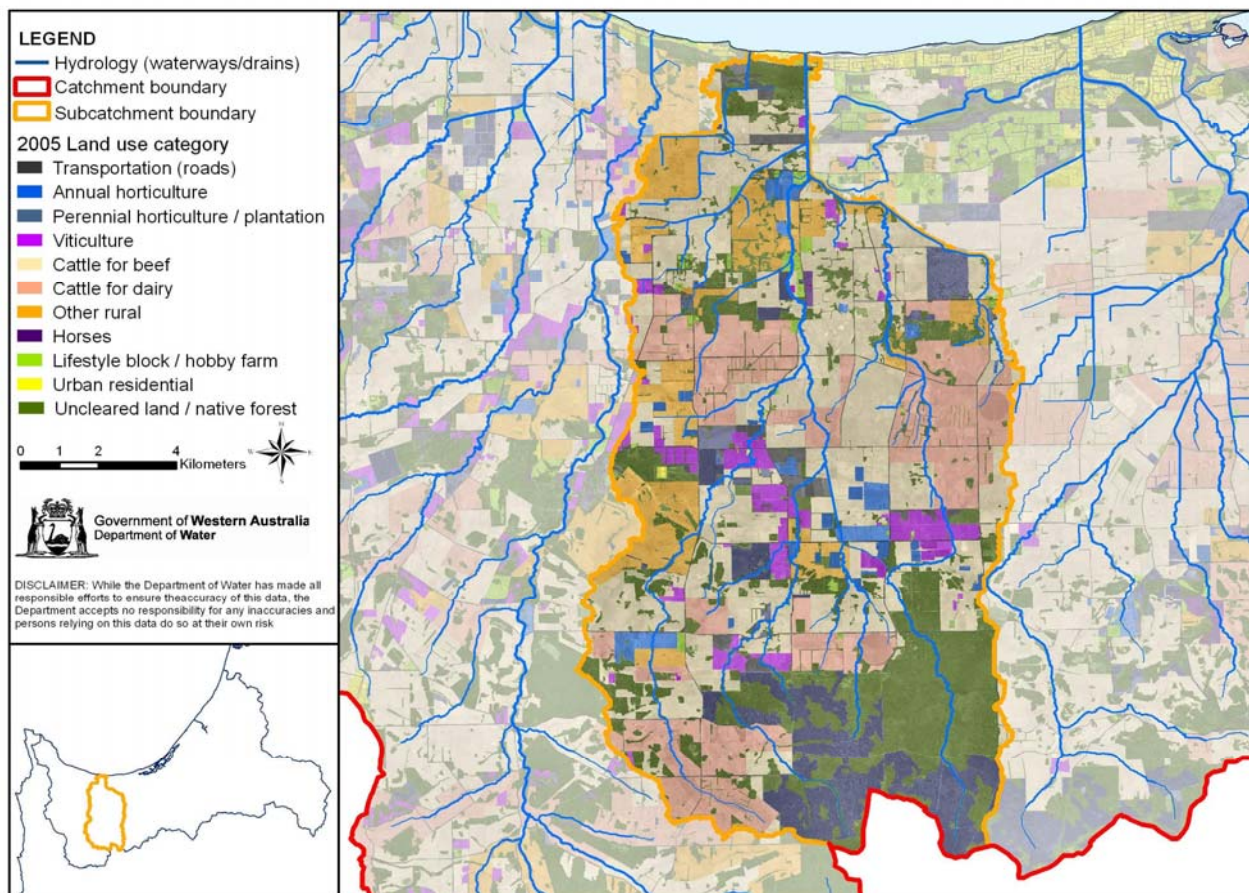 LEGEND
Hydrology (waterways/drains)
Catchment boundary
Subcatchment boundary
2005 Land use category
Transportation (roads)
Annual horticulture
Perennial horticulture / plantation
Viticulture
Cattle for beef
Cattle for dairy
Other rural
Horses
Lifestyle block / hobby farm
Urban residential
Uncleared land / native forest
0 1 2 4
Kilometers
Government of Western Australia
Department of Water
DISCLAIMER: While the Department of Water has made all
responsible efforts to ensure theaccuracy of this data, the
Department accepts no responsibility for any inaccuracies and
persons relying on this data do so at their own risk